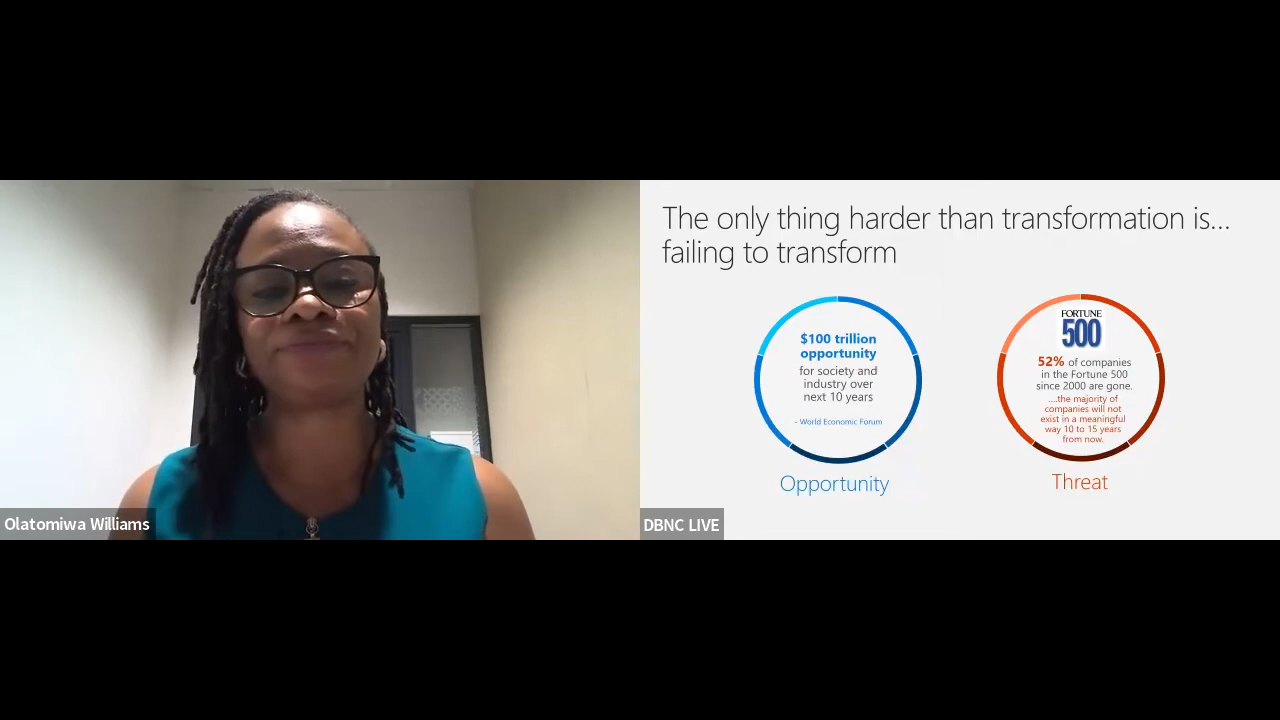 Olatomiwa Williams
The only thing harder than transformation is...
failing to transform
$100 trillion
opportunity
for society and
industry over
next 10 years
- World Economic Forum
Opportunity
FORTUNE
500
52% of companies
in the Fortune 500
since 2000 are gone.
....the majority of
companies will not
exist in a meaningful
way 10 to 15 years
from now.
Threat
DBNC LIVE